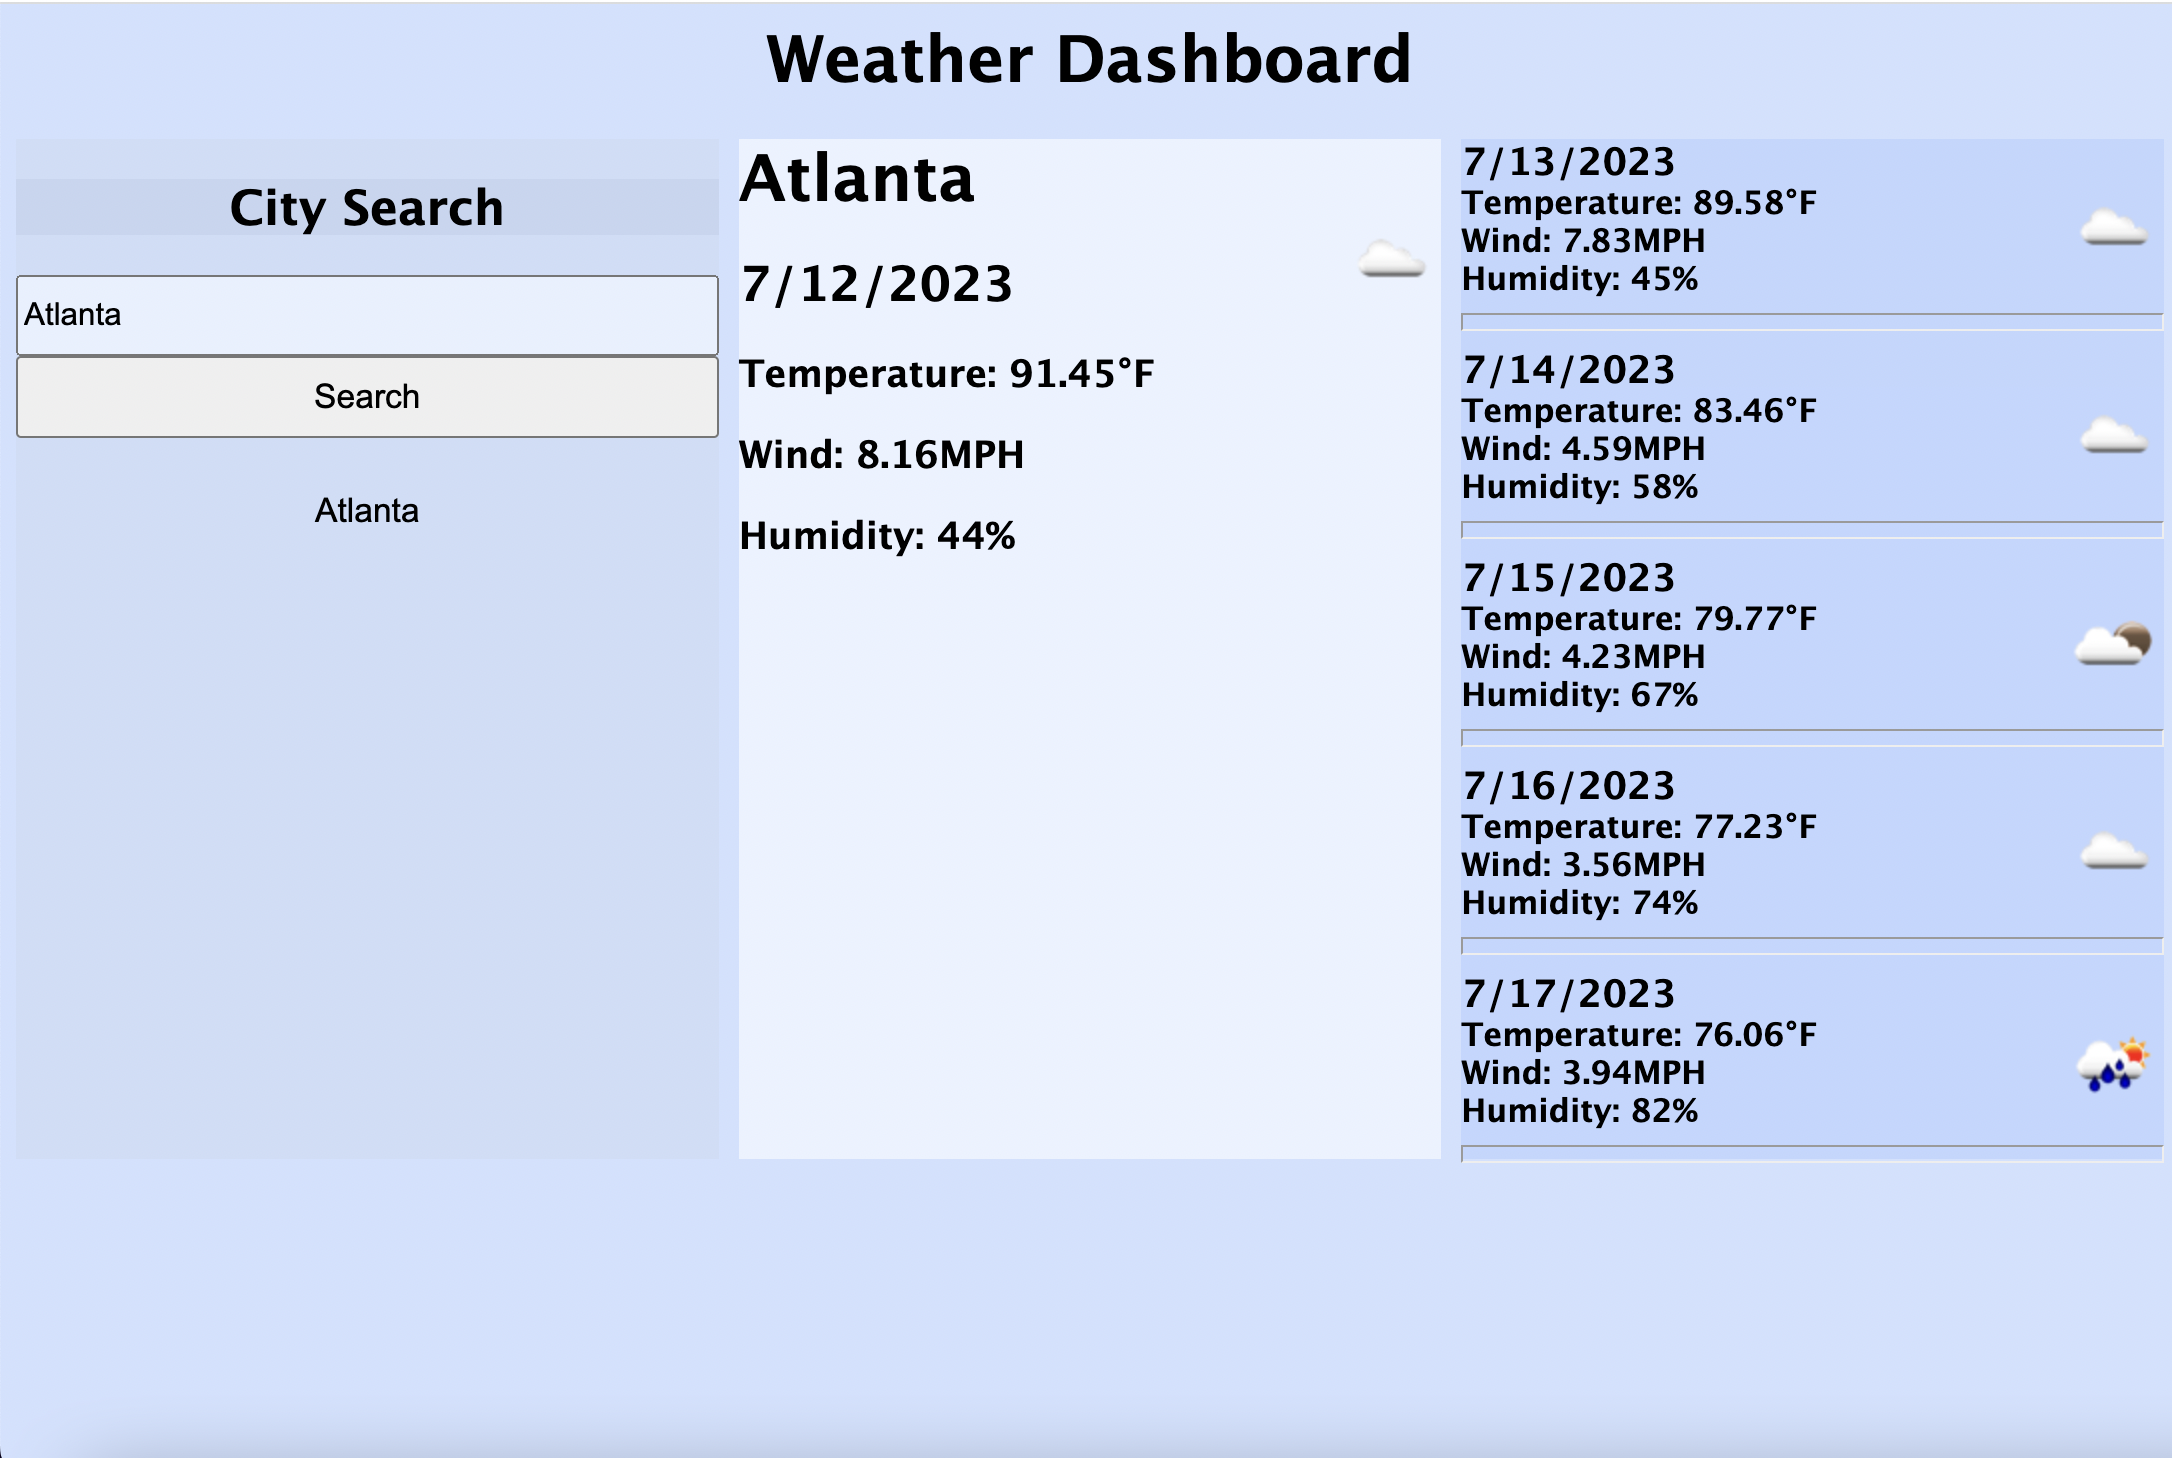 Weather Dashboard
City Search
Atlanta
Search
Atlanta
Atlanta
7/12/2023
Temperature: 91.45°F
Wind: 8.16MPH
Humidity: 44%
7/13/2023
Temperature: 89.58°F
Wind: 7.83MPH
Humidity: 45%
7/14/2023
Temperature: 83.46°F
Wind: 4.59MPH
Humidity: 58%
7/15/2023
Temperature: 79.77°F
Wind: 4.23MPH
Humidity: 67%
7/16/2023
Temperature: 77.23°F
Wind: 3.56MPH
Humidity: 74%
7/17/2023
Temperature: 76.06°F
Wind: 3.94MPH
Humidity: 82%